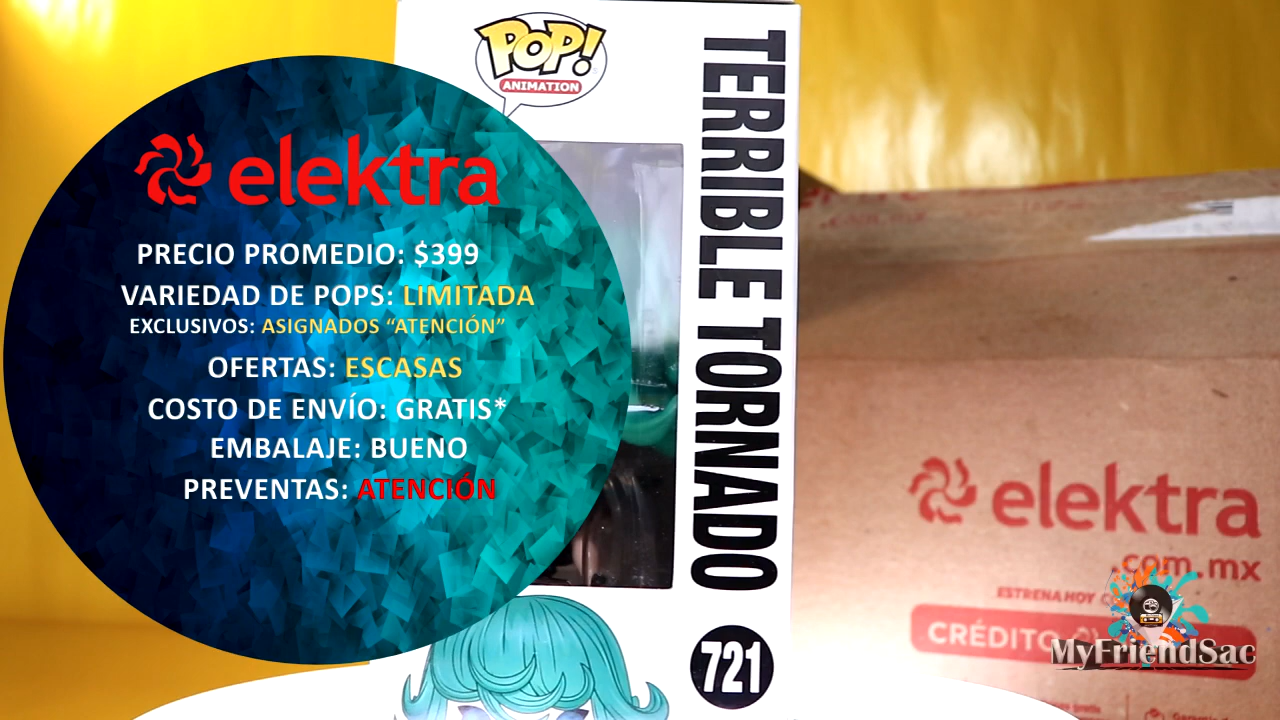 POP!
ANIMATION
TERRIBLE TORNADO
721
elektra
PRECIO PROMEDIO: $399
VARIEDAD DE POPS: LIMITADA
EXCLUSIVOS: ASIGNADOS “ATENCIÓN”
OFERTAS: ESCASAS
COSTO DE ENVÍO: GRATIS*
EMBALAJE: BUENO
PREVENTAS: ATENCIÓN
elektra
.com.mx
ESTRENA HOY
CRÉDITO
MyFriendSac